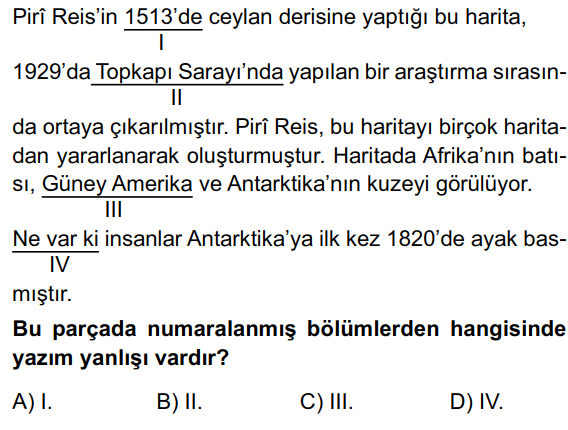 Pirî Reis’in 1513’de ceylan derisine yaptığı bu harita,
I
1929’da Topkapı Sarayı’nda yapılan bir araştırma sırasın-
II
da ortaya çıkarılmıştır. Pirî Reis, bu haritayı birçok harita-
dan yararlanarak oluşturmuştur. Haritada Afrika’nın batı-
sı, Güney Amerika ve Antarktika’nın kuzeyi görülüyor.
III
Ne var ki insanlar Antarktika’ya ilk kez 1820’de ayak bas-
IV
mıştır.
Bu parçada numaralanmış bölümlerden hangisinde
yazım yanlışı vardır?
A) I. B) II. C) III. D) IV.